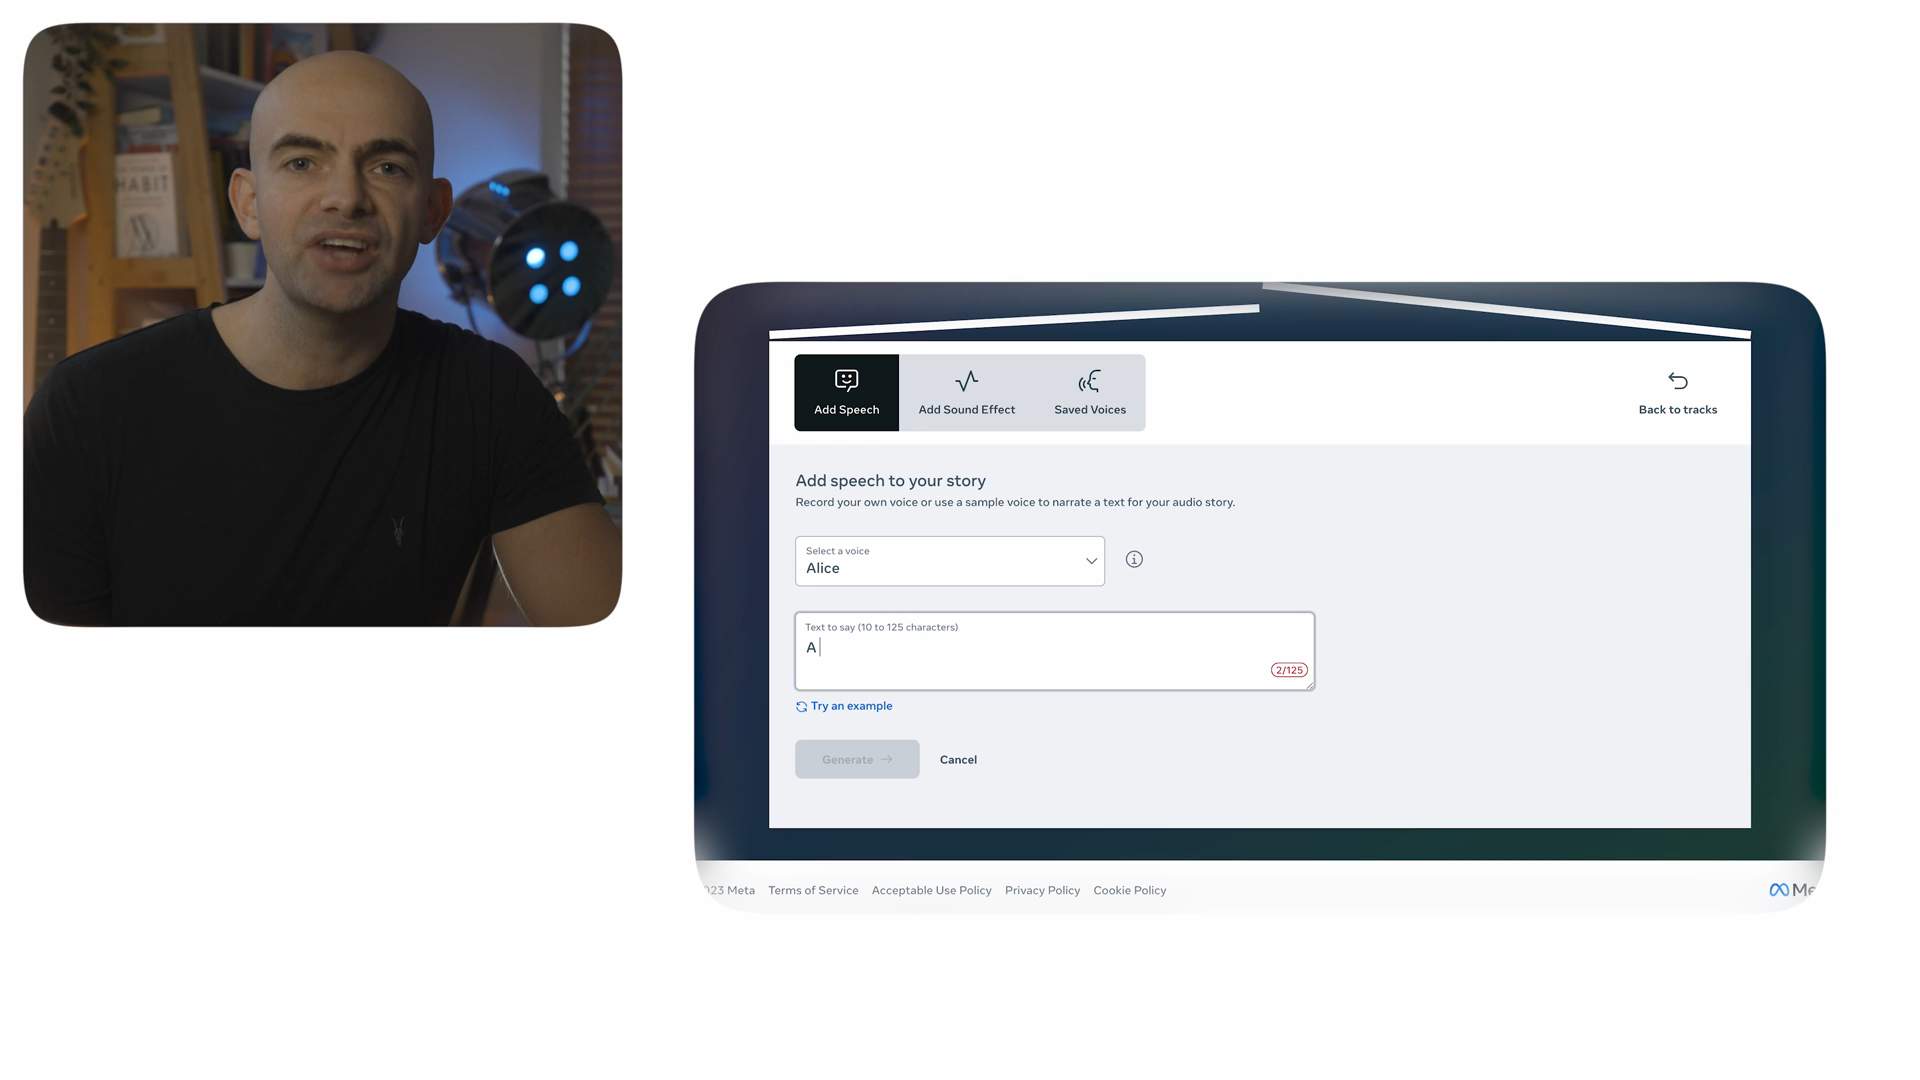 HABIT
Add Speech
Add Sound Effect
Saved Voices
Back to tracks
Add speech to your story
Record your own voice or use a sample voice to narrate a text for your audio story.
Select a voice
Alice
Text to say (10 to 125 characters)
A
2/125
Try an example
Generate
Cancel
023 Meta
Terms of Service
Acceptable Use Policy
Privacy Policy
Cookie Policy
Me